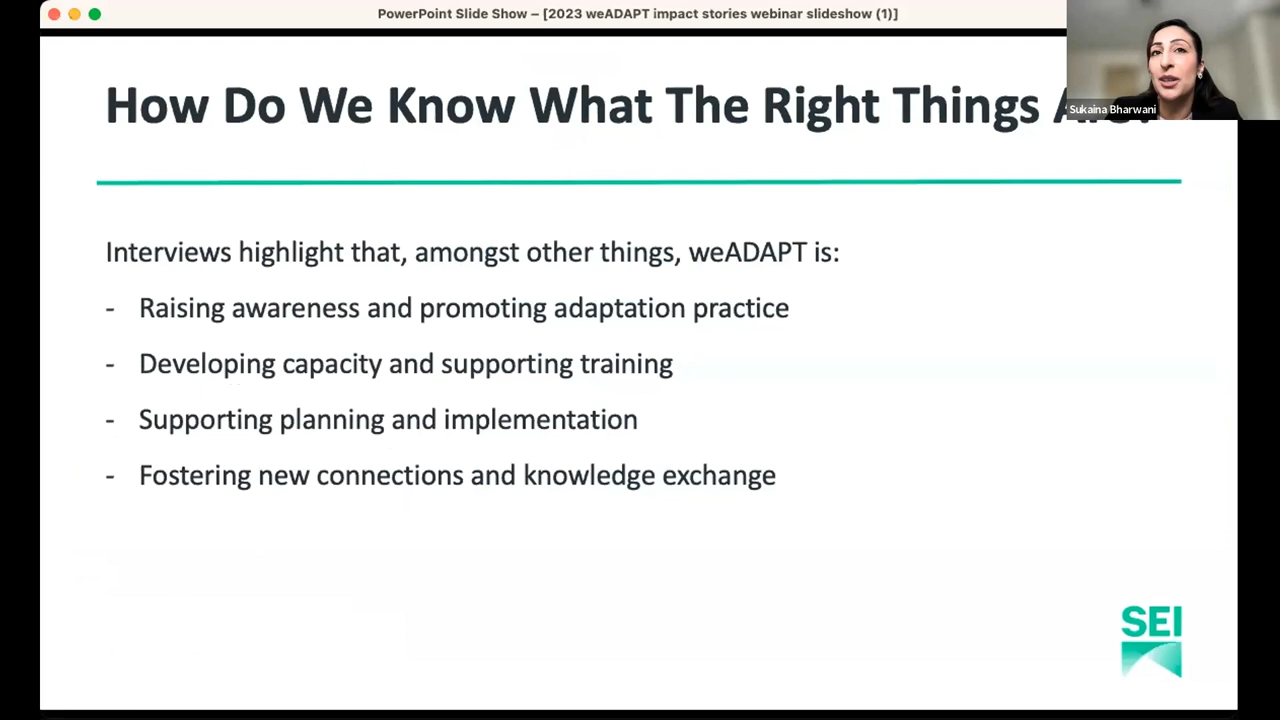 PowerPoint Slide Show – [2023 weADAPT impact stories webinar slideshow (1)]
How Do We Know What The Right Things
Sukaina Bharwani
Interviews highlight that, amongst other things, weADAPT is:
- Raising awareness and promoting adaptation practice
- Developing capacity and supporting training
- Supporting planning and implementation
- Fostering new connections and knowledge exchange
SEI